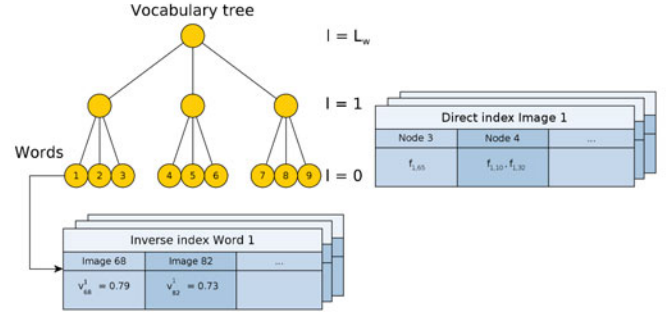 Vocabulary tree
l = L_w
l = 1
Direct index Image 1
Node 3 Node 4 ...
f_1,65 f_1,10, f_1,32
Words
1 2 3 4 5 6 7 8 9
l = 0
Inverse index Word 1
Image 68 Image 82 ...
v^1_68 = 0.79 v^1_82 = 0.73